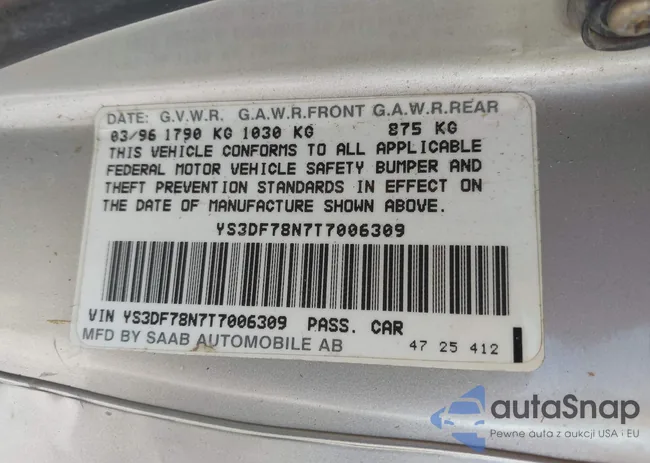 DATE: G.V.W.R. G.A.W.R.FRONT G.A.W.R.REAR
03/96 1790 KG 1030 KG 875 KG
THIS VEHICLE CONFORMS TO ALL APPLICABLE
FEDERAL MOTOR VEHICLE SAFETY BUMPER AND
THEFT PREVENTION STANDARDS IN EFFECT ON
THE DATE OF MANUFACTURE SHOWN ABOVE.
YS3DF78N7T7006309
VIN YS3DF78N7T7006309 PASS. CAR
MFD BY SAAB AUTOMOBILE AB 47 25 412
autaSnap
Pewne auta z aukcji USA i EU